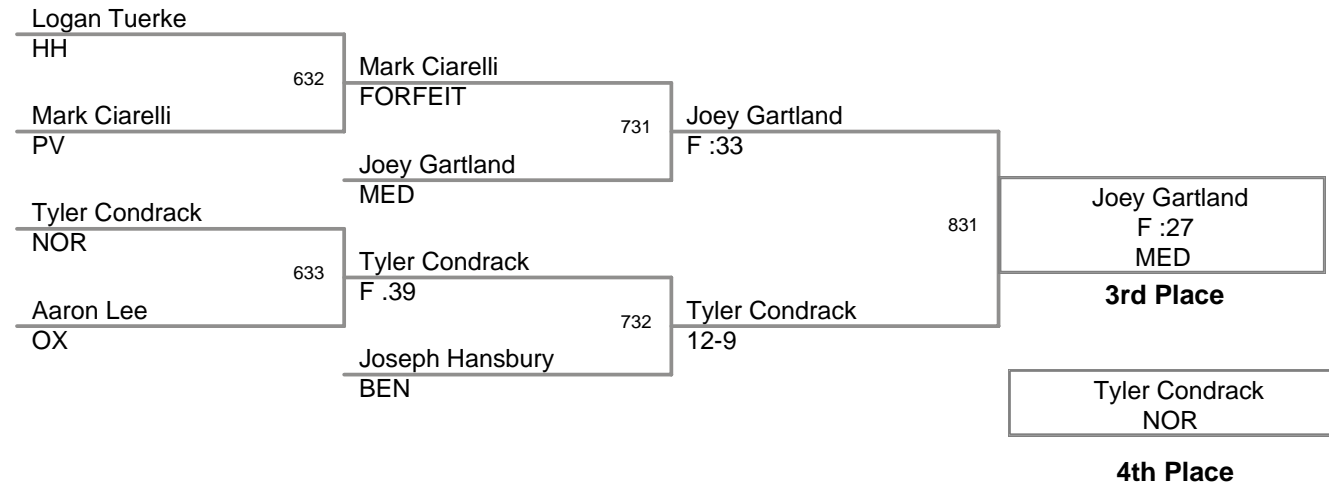 Logan Tuerke
HH
632
Mark Ciarelli
PV
Mark Ciarelli
FORFEIT
731
Joey Gartland
MED
Joey Gartland
F :33
Tyler Condrack
NOR
633
Aaron Lee
OX
Tyler Condrack
F .39
732
Joseph Hansbury
BEN
Tyler Condrack
12-9
831
Joey Gartland
F :27
MED
3rd Place
Tyler Condrack
NOR
4th Place